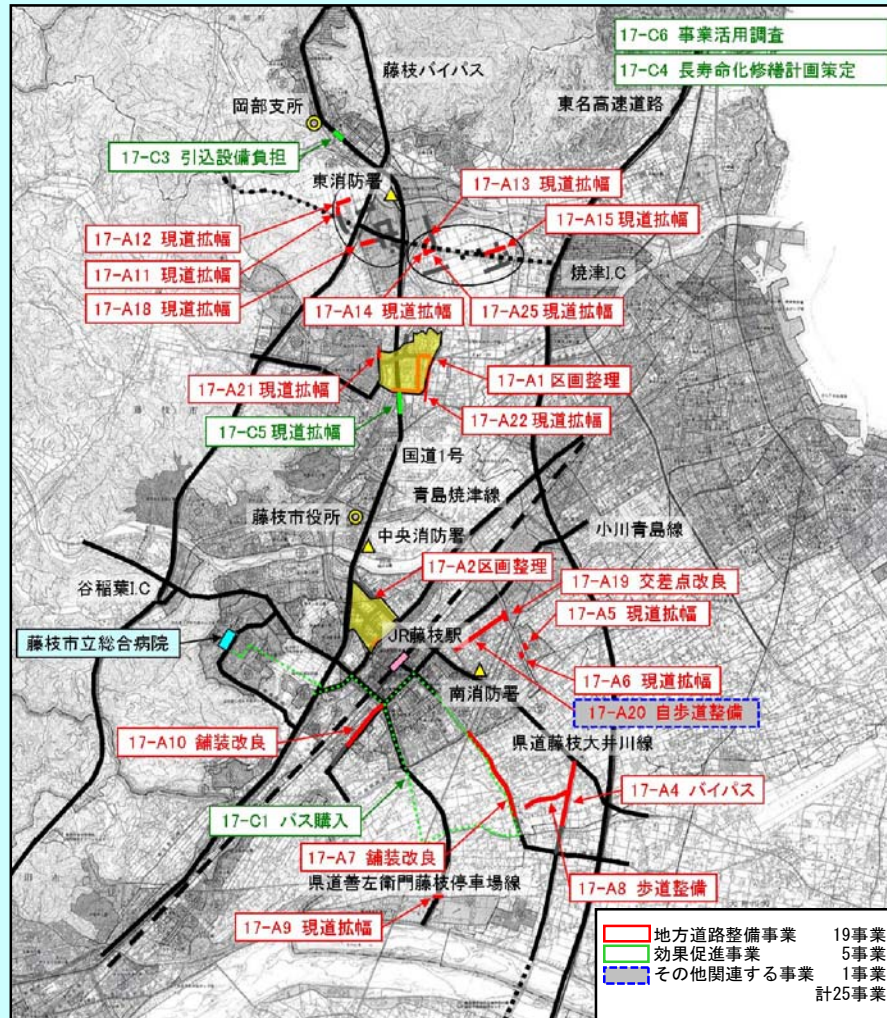 17-C6 事業活用調査
17-C4 長寿命化修繕計画策定
藤枝バイパス
東名高速道路
岡部支所
17-C3 引込設備負担
東消防署
17-A13 現道拡幅
17-A15 現道拡幅
17-A12 現道拡幅
17-A11 現道拡幅
焼津I.C
17-A18 現道拡幅
17-A14 現道拡幅
17-A25 現道拡幅
17-A21 現道拡幅
17-A1 区画整理
17-A22 現道拡幅
17-C5 現道拡幅
国道1号
青島焼津線
藤枝市役所
中央消防署
小川青島線
17-A2 区画整理
谷稲葉I.C
17-A19 交差点改良
17-A5 現道拡幅
藤枝市立総合病院
JR藤枝駅
17-A6 現道拡幅
南消防署
17-A20 自歩道整備
17-A10 舗装改良
県道藤枝大井川線
17-A4 バイパス
17-C1 バス購入
17-A7 舗装改良
17-A8 歩道整備
県道善左衛門藤枝停車場線
17-A9 現道拡幅
地方道路整備事業 19事業
効果促進事業 5事業
その他関連する事業 1事業
計25事業